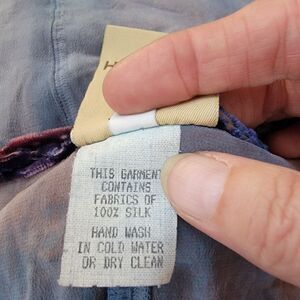 THIS GARMENT
CONTAINS
FABRICS OF
100% SILK
HAND WASH
IN COLD WATER
OR DRY CLEAN